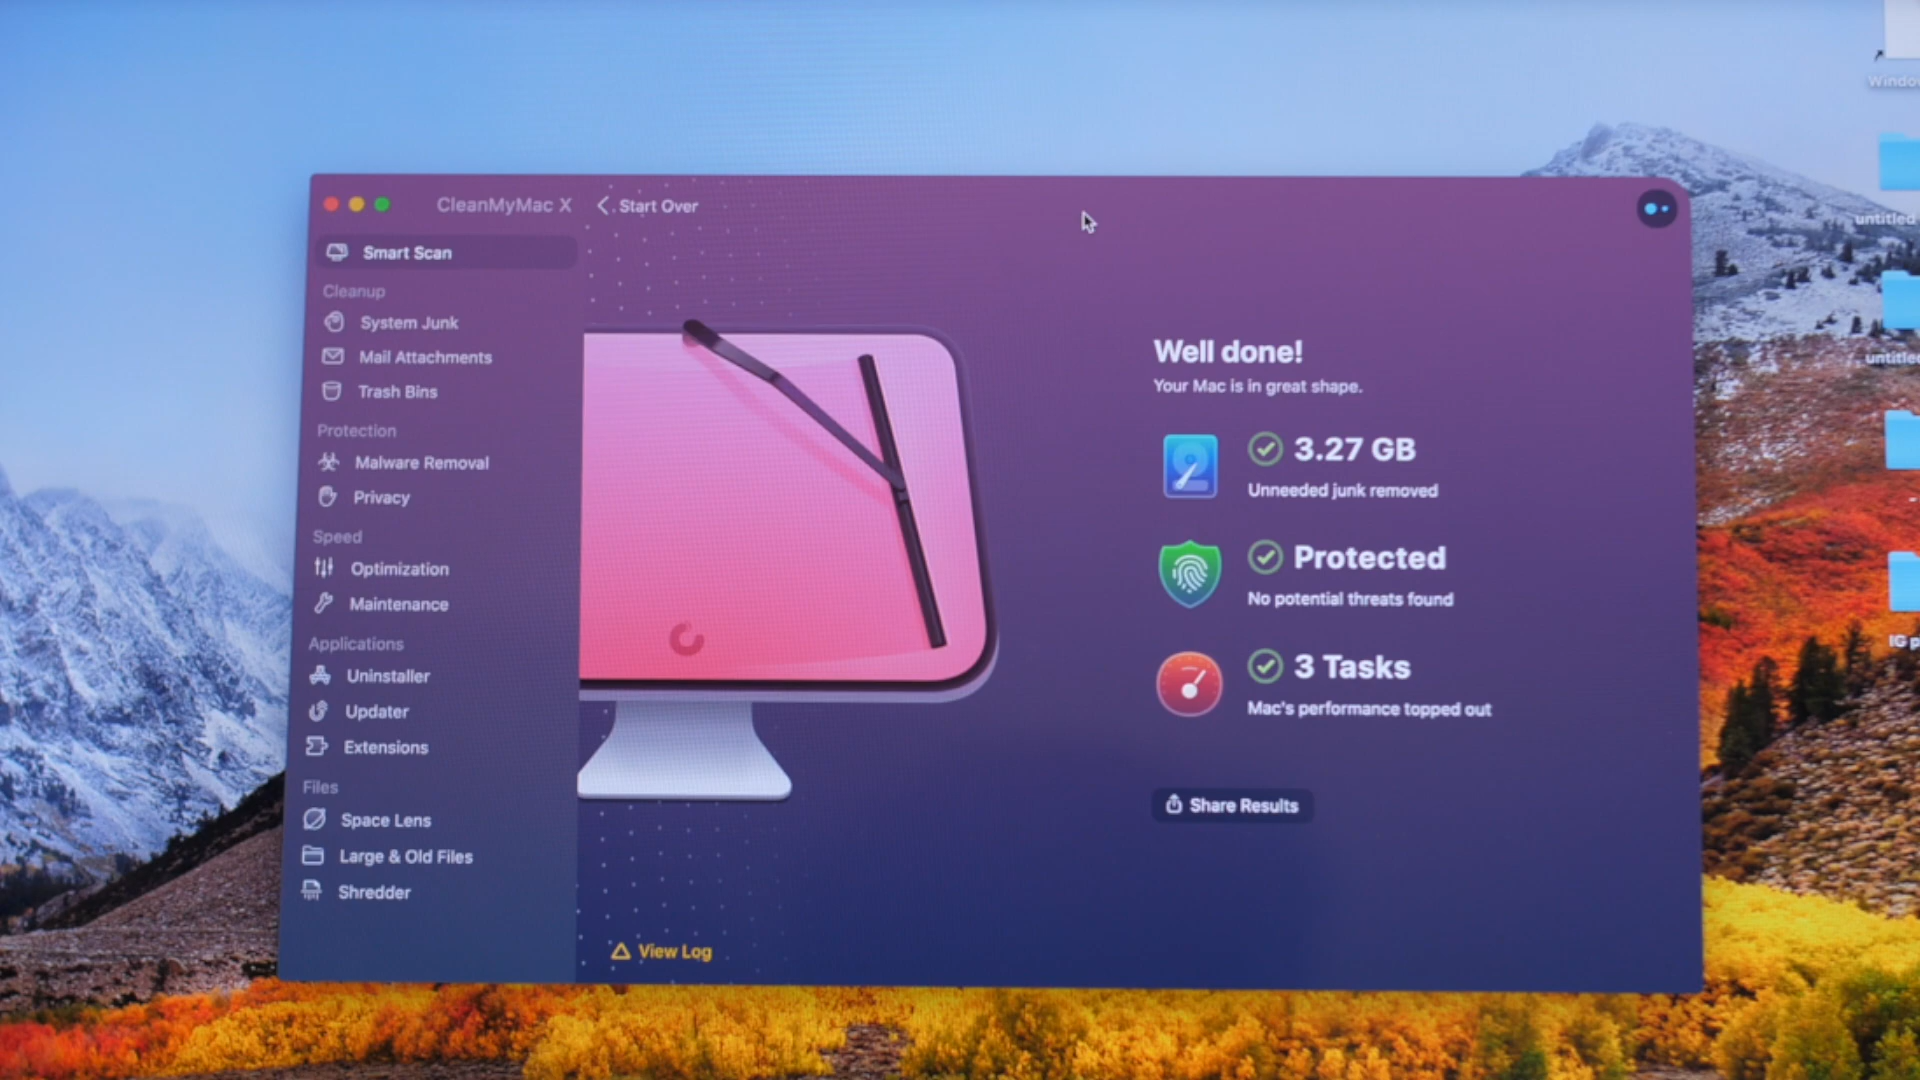 CleanMyMac X
Start Over
Smart Scan
Cleanup
System Junk
Mail Attachments
Trash Bins
Protection
Malware Removal
Privacy
Speed
Optimization
Maintenance
Applications
Uninstaller
Updater
Extensions
Files
Space Lens
Large & Old Files
Shredder
Well done!
Your Mac is in great shape.
3.27 GB
Unneeded junk removed
Protected
No potential threats found
3 Tasks
Mac's performance topped out
Share Results
View Log
Window
untitled
untitled
IG p